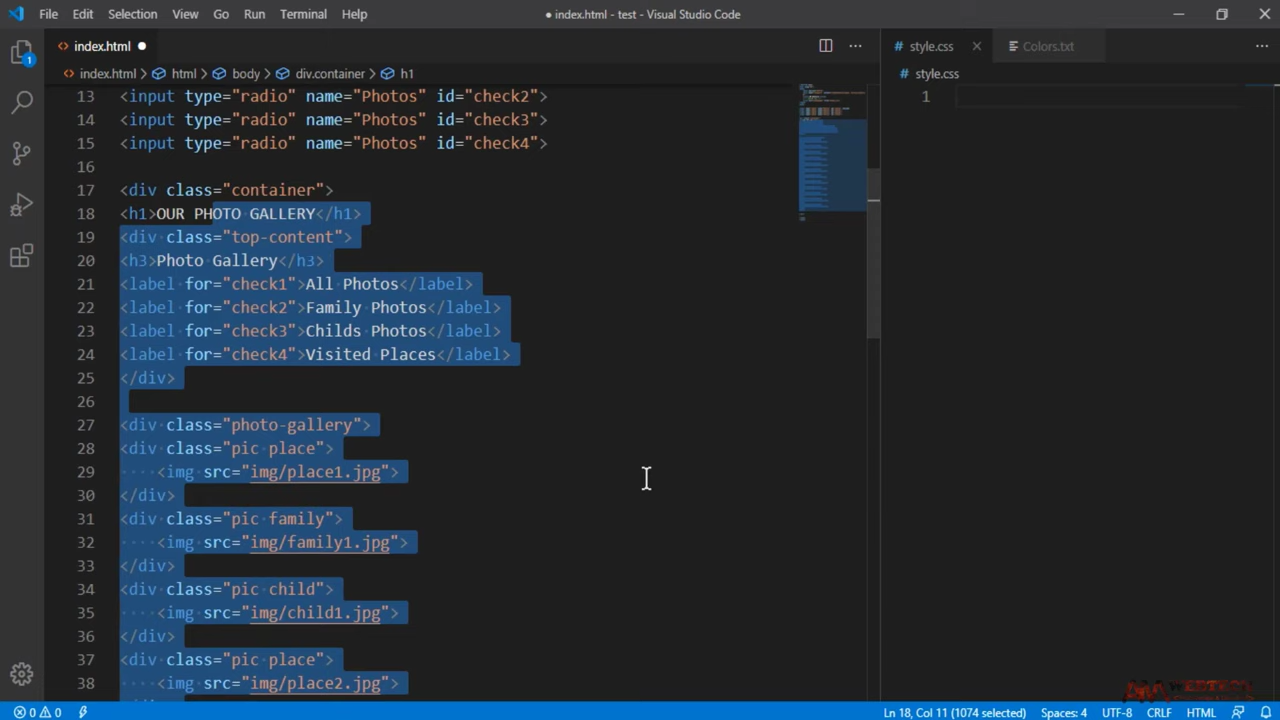 File Edit Selection View Go Run Terminal Help
● index.html - test - Visual Studio Code
index.html
style.css
Colors.txt
index.html > html > body > div.container > h1
style.css
1
13 <input type="radio" name="Photos" id="check2">
14 <input type="radio" name="Photos" id="check3">
15 <input type="radio" name="Photos" id="check4">
16
17 <div class="container">
18 <h1>OUR PHOTO GALLERY</h1>
19 <div class="top-content">
20 <h3>Photo Gallery</h3>
21 <label for="check1">All Photos</label>
22 <label for="check2">Family Photos</label>
23 <label for="check3">Childs Photos</label>
24 <label for="check4">Visited Places</label>
25 </div>
26
27 <div class="photo-gallery">
28 <div class="pic place">
29 <img src="img/place1.jpg">
30 </div>
31 <div class="pic family">
32 <img src="img/family1.jpg">
33 </div>
34 <div class="pic child">
35 <img src="img/child1.jpg">
36 </div>
37 <div class="pic place">
38 <img src="img/place2.jpg">
1
0 0
Ln 18, Col 11 (1074 selected)
Spaces: 4
UTF-8
CRLF
HTML